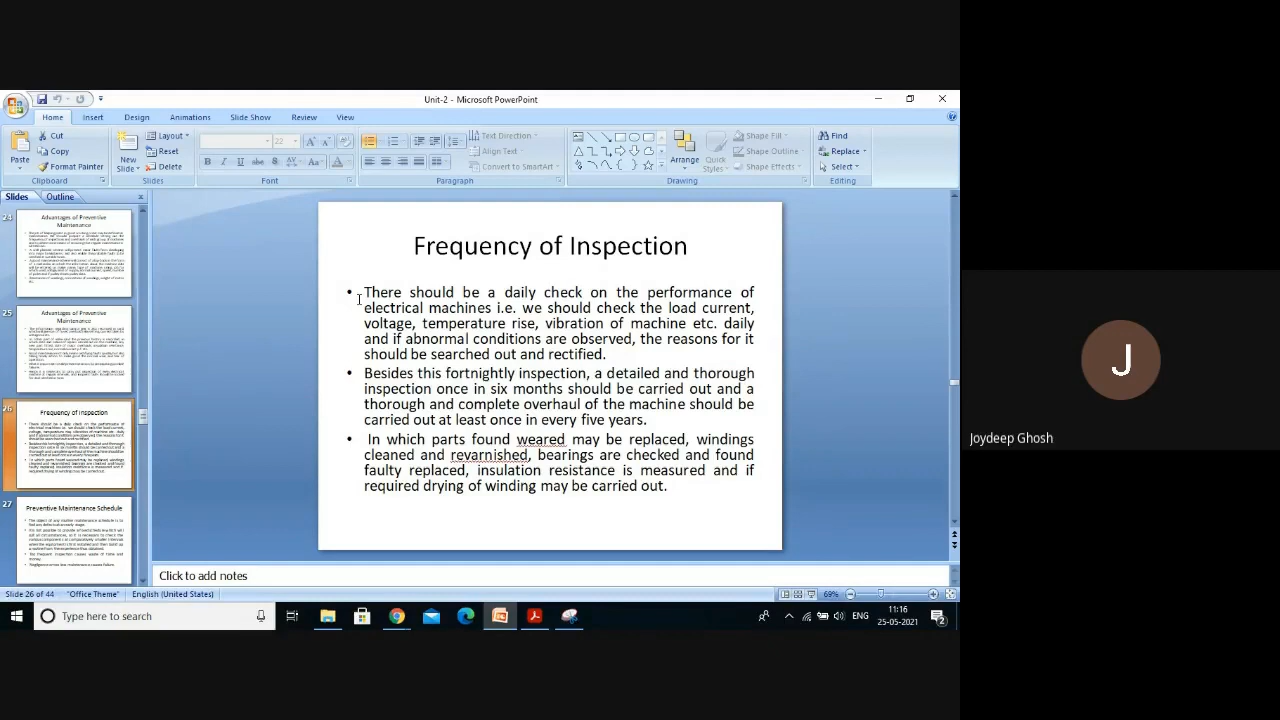 Unit-2 - Microsoft PowerPoint
Home Insert Design Animations Slide Show Review View
Paste
Cut
Copy
Format Painter
Clipboard
New Slide
Layout
Reset
Delete
Slides
22
Font
Text Direction
Align Text
Convert to SmartArt
Paragraph
Arrange
Quick Styles
Shape Fill
Shape Outline
Shape Effects
Drawing
Find
Replace
Select
Editing
Slides Outline
24
Advantages of Preventive
Maintenance
25
Advantages of Preventive
Maintenance
26
Frequency of Inspection
27
Preventive Maintenance Schedule
Frequency of Inspection
• There should be a daily check on the performance of
electrical machines i.e. we should check the load current,
voltage, temperature rise, vibration of machine etc. daily
and if abnormal conditions are observed, the reasons for it
should be searched out and rectified.
• Besides this fortnightly inspection, a detailed and thorough
inspection once in six months should be carried out and a
thorough and complete overhaul of the machine should be
carried out at least once in every five years.
• In which parts found weared may be replaced, windings
cleaned and revarnished, bearings are checked and found
faulty replaced, insulation resistance is measured and if
required drying of winding may be carried out.
Click to add notes
Slide 26 of 44 "Office Theme" English (United States) 69%
Type here to search
ENG
11:16
25-05-2021
2
J
Joydeep Ghosh